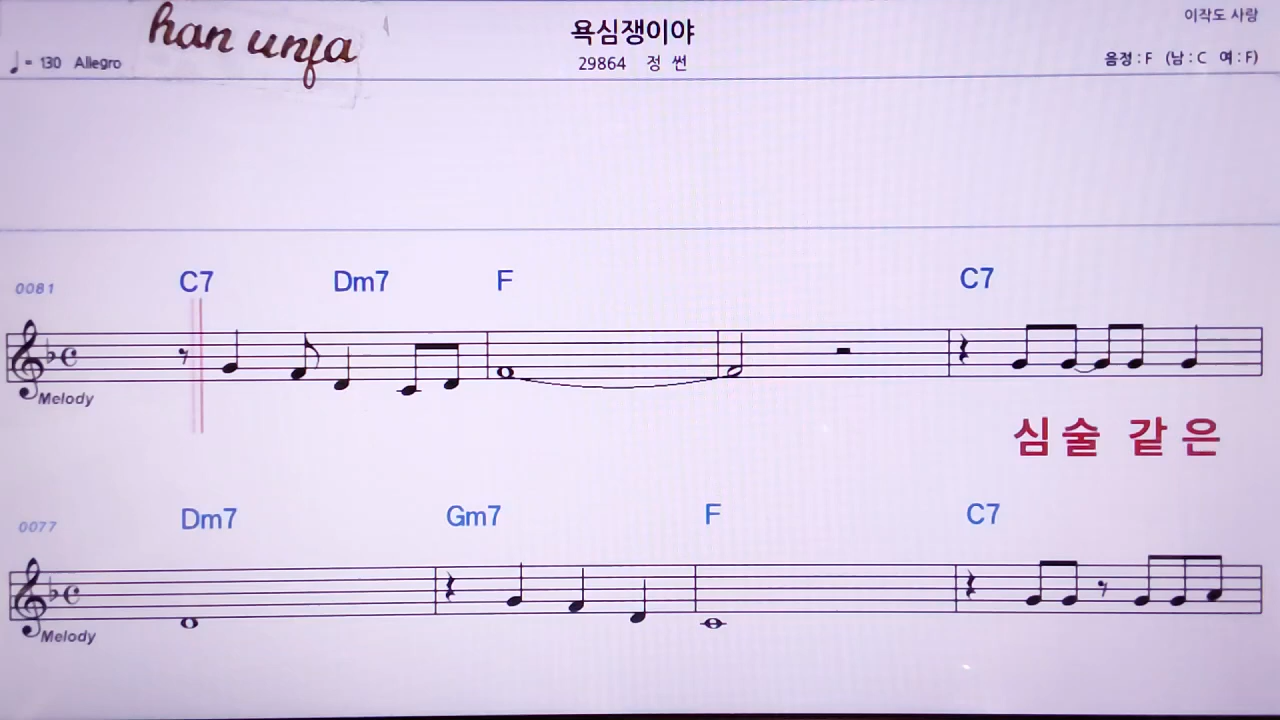 han unja
욕심쟁이야
이작도 사랑
♩= 130 Allegro
29864 정 썬
음정 : F (남 : C 여 : F)
C7 Dm7 F C7
0081
Melody
심술 같은
Dm7 Gm7 F C7
0077
Melody